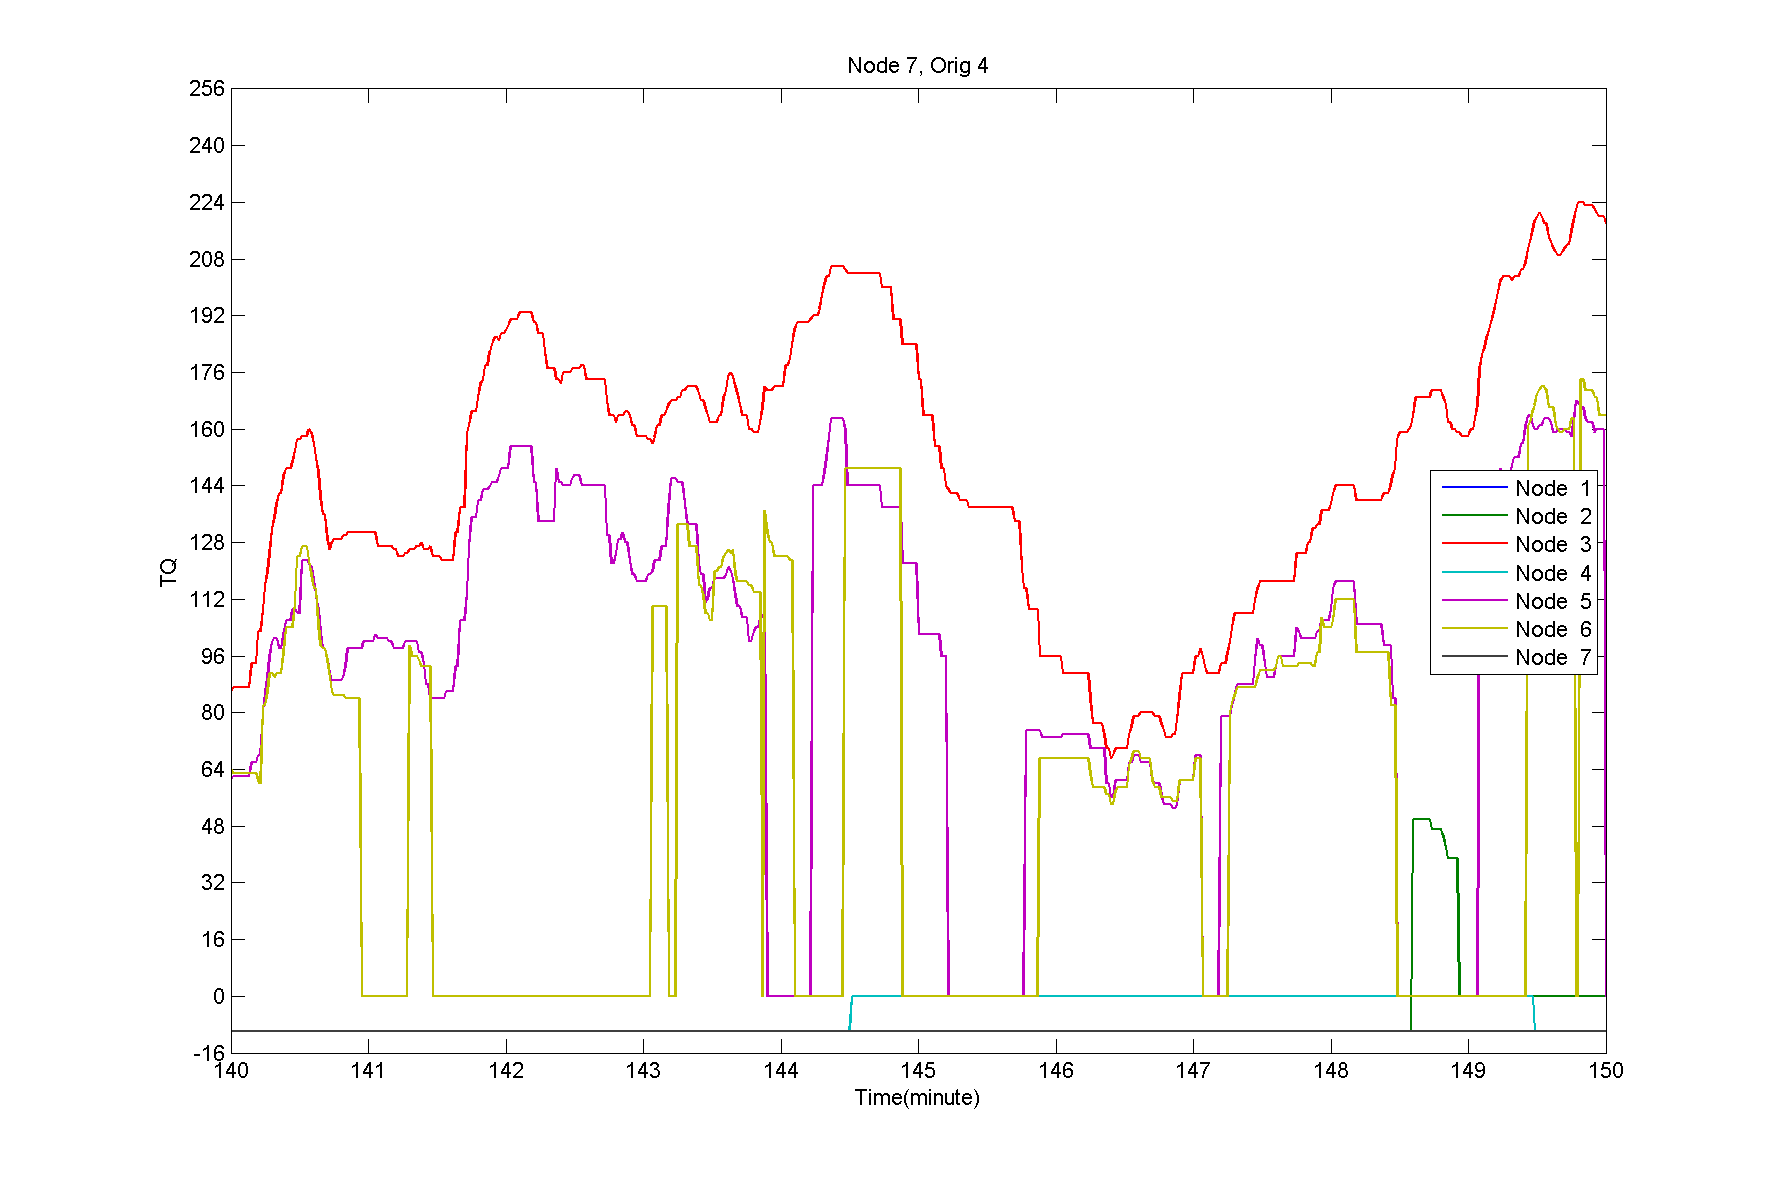 Node 7, Orig 4
256
240
224
208
192
176
160
144
128
112
96
80
64
48
32
16
0
-16
TQ
Node 1
Node 2
Node 3
Node 4
Node 5
Node 6
Node 7
140 141 142 143 144 145 146 147 148 149 150
Time(minute)